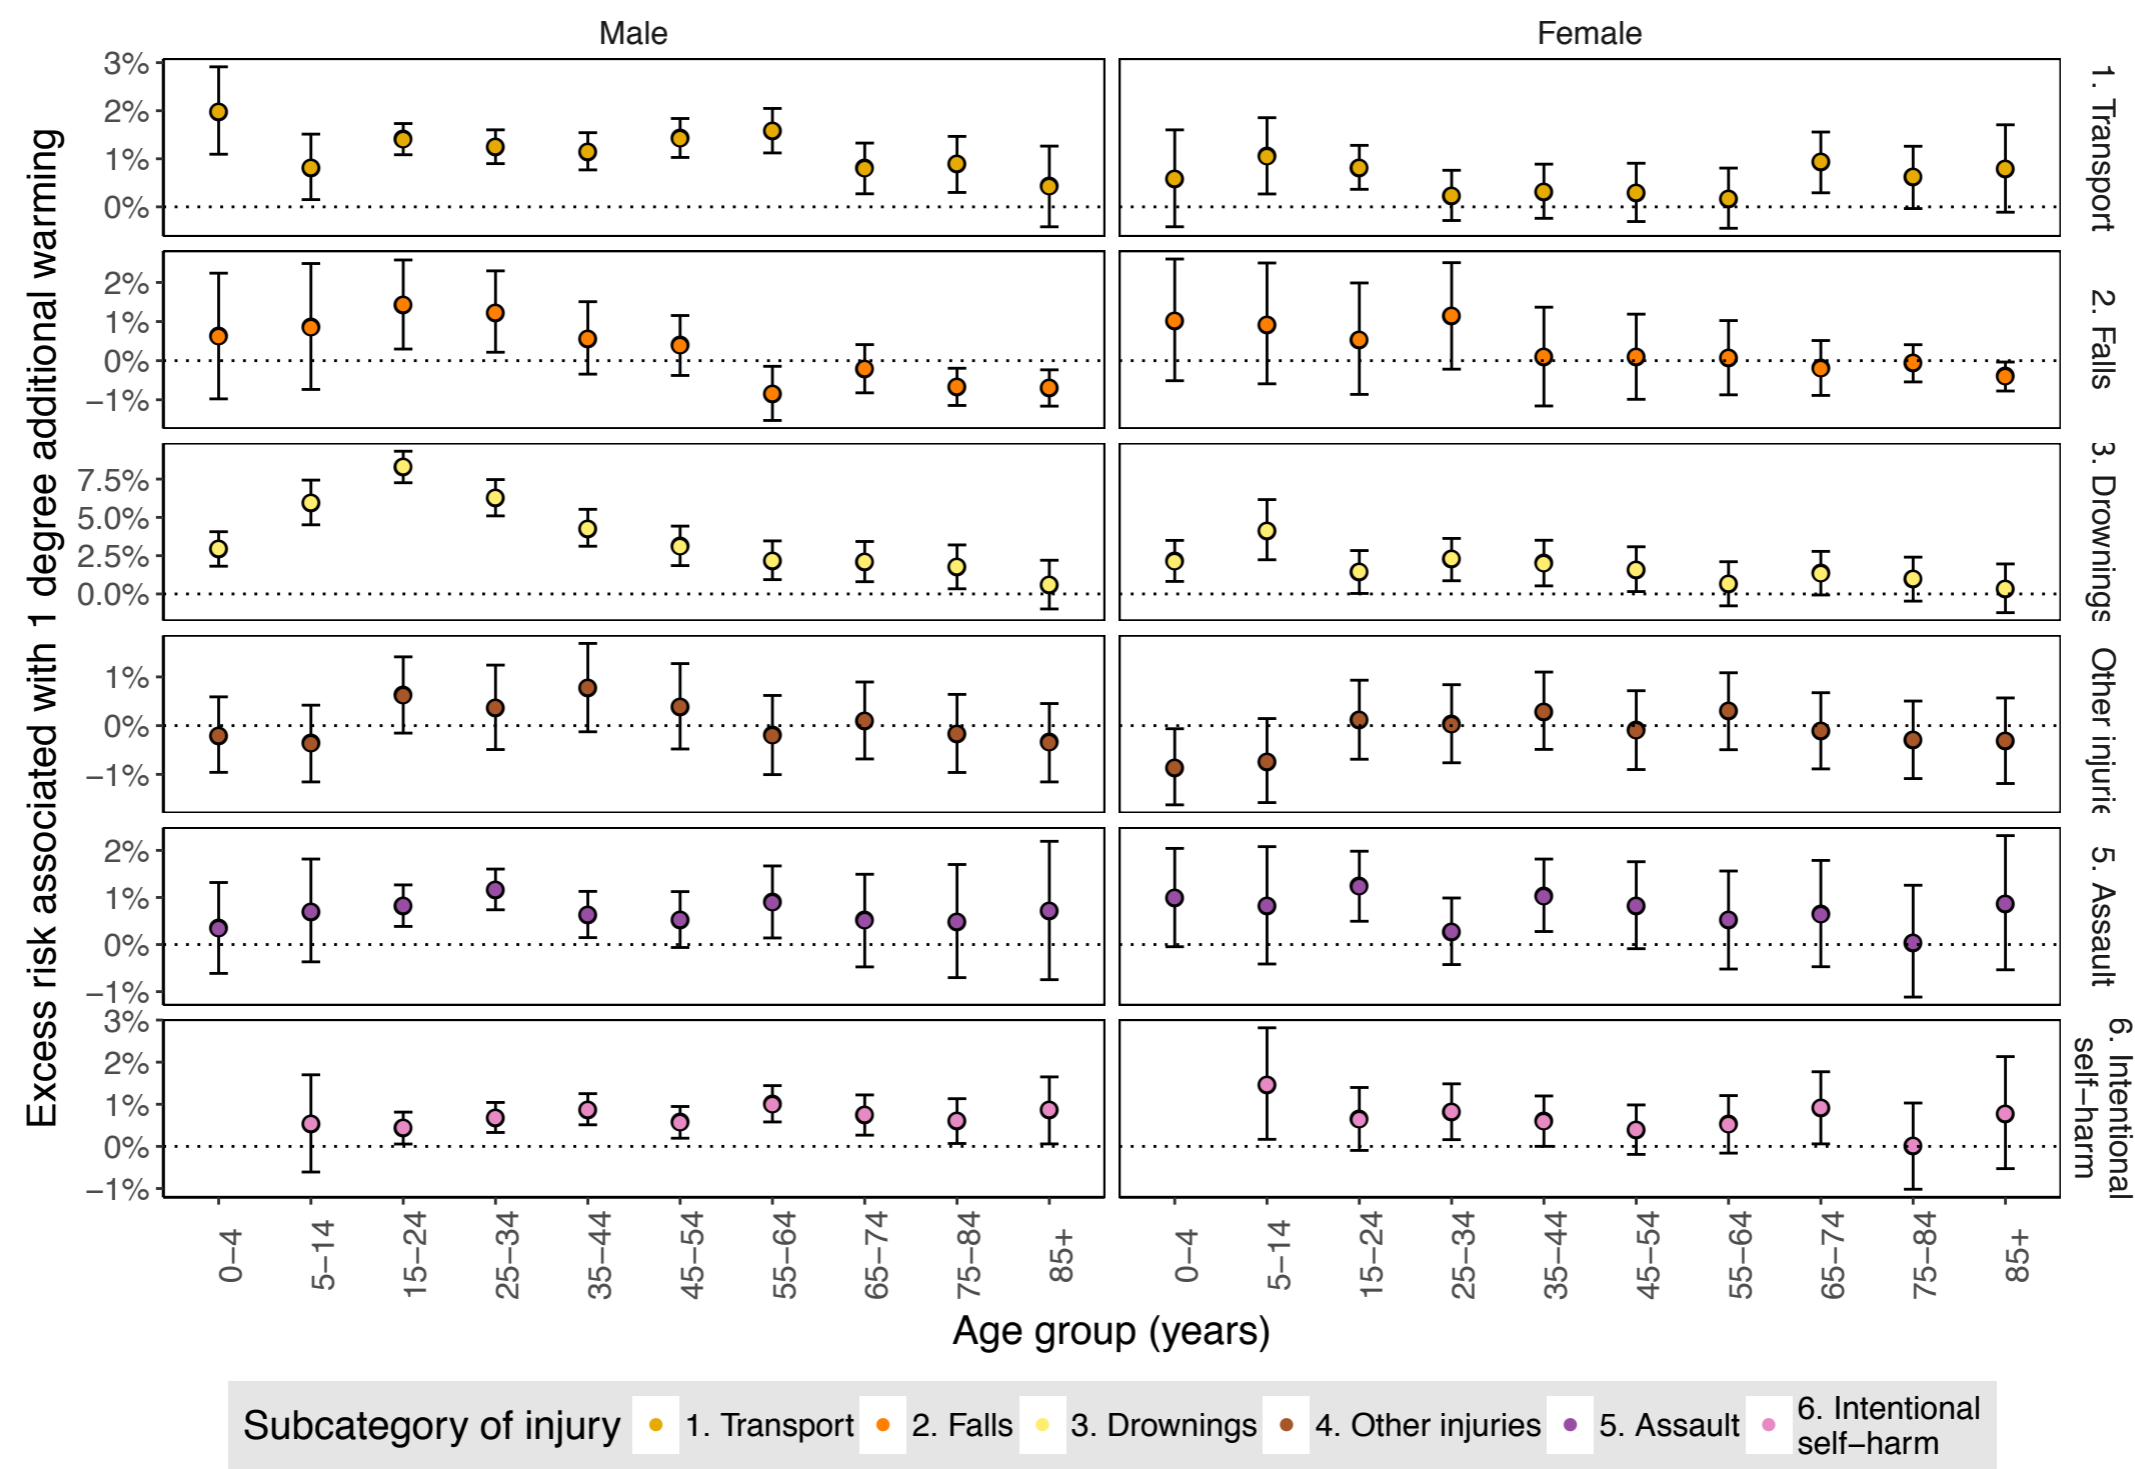 Male
Female
Excess risk associated with 1 degree additional warming
3%
2%
1%
0%
1. Transport
2%
1%
0%
−1%
2. Falls
7.5%
5.0%
2.5%
0.0%
3. Drownings
1%
0%
−1%
Other injurie
2%
1%
0%
−1%
5. Assault
3%
2%
1%
0%
−1%
6. Intentional
self−harm
0−4
5−14
15−24
25−34
35−44
45−54
55−64
65−74
75−84
85+
0−4
5−14
15−24
25−34
35−44
45−54
55−64
65−74
75−84
85+
Age group (years)
Subcategory of injury
1. Transport
2. Falls
3. Drownings
4. Other injuries
5. Assault
6. Intentional
self−harm